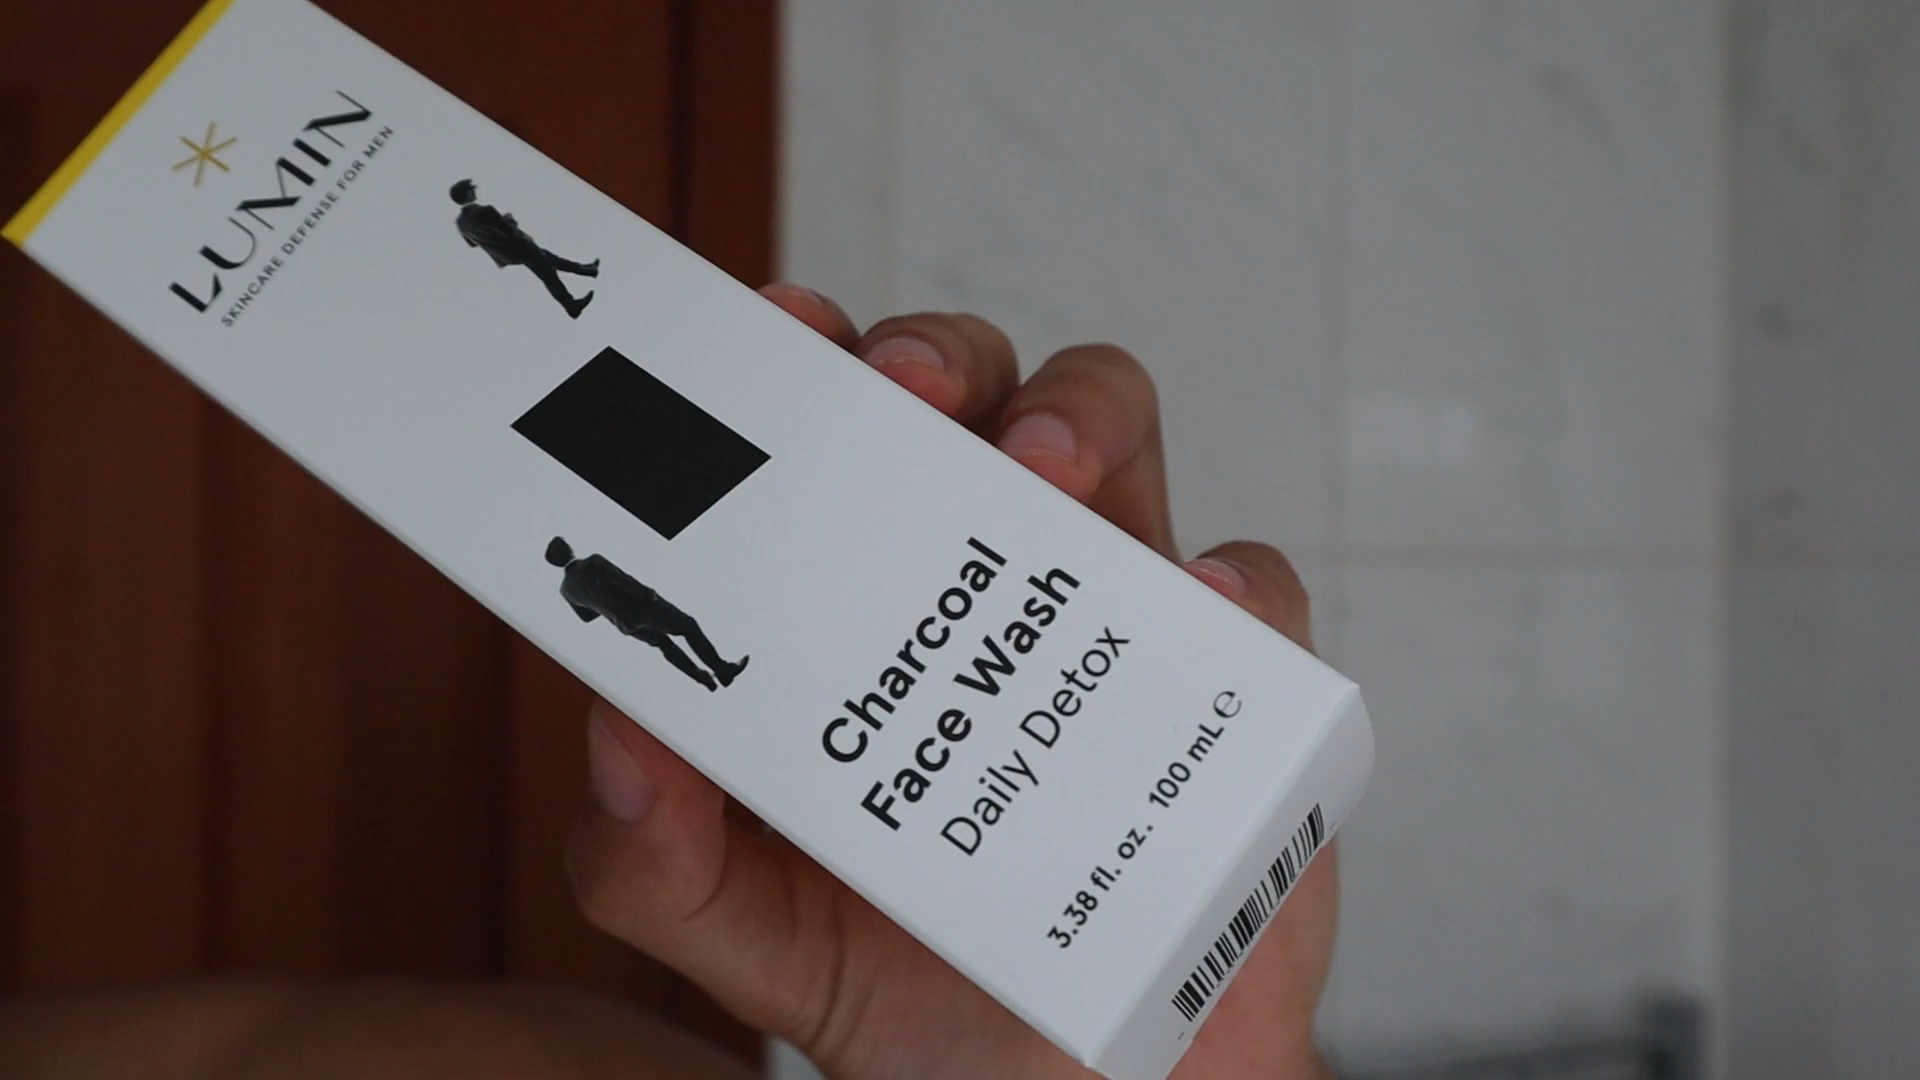 LUMIN
SKINCARE DEFENSE FOR MEN
Charcoal
Face Wash
Daily Detox
3.38 fl. oz. 100 mL ℮